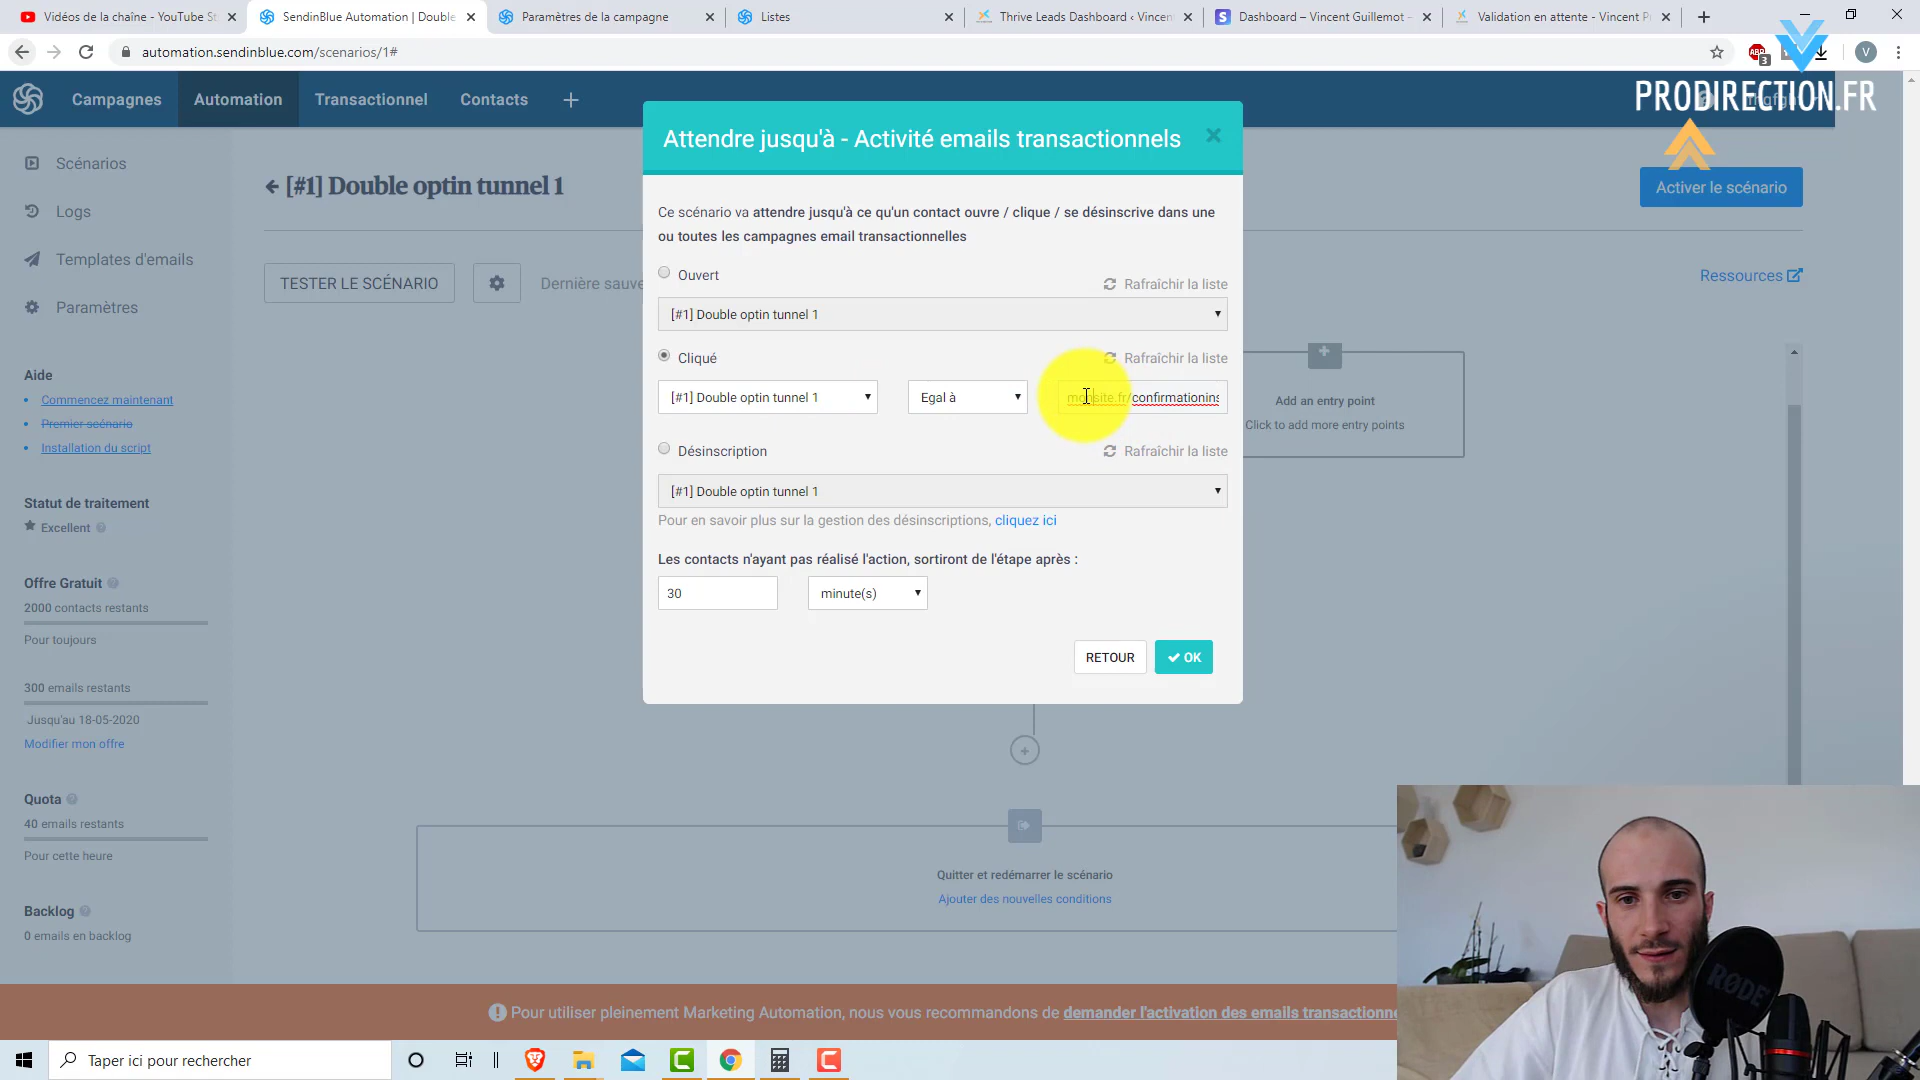 Vidéos de la chaîne - YouTube St
SendinBlue Automation | Double
Paramètres de la campagne
Listes
Thrive Leads Dashboard ‹ Vincen
Dashboard – Vincent Guillemot -
Validation en attente - Vincent P
automation.sendinblue.com/scenarios/1#
ABP
3
V
PRODIRECTION.FR
Campagnes
Automation
Transactionnel
Contacts
Scénarios
Logs
Templates d'emails
Paramètres
[#1] Double optin tunnel 1
Activer le scénario
TESTER LE SCÉNARIO
Dernière sauve
Ressources
Attendre jusqu'à - Activité emails transactionnels
Ce scénario va attendre jusqu'à ce qu'un contact ouvre / clique / se désinscrive dans une
ou toutes les campagnes email transactionnelles
Ouvert
Rafraîchir la liste
[#1] Double optin tunnel 1
Cliqué
Rafraîchir la liste
[#1] Double optin tunnel 1
Egal à
monsite.fr/confirmationins
Désinscription
Rafraîchir la liste
[#1] Double optin tunnel 1
Pour en savoir plus sur la gestion des désinscriptions, cliquez ici
Les contacts n'ayant pas réalisé l'action, sortiront de l'étape après :
30
minute(s)
RETOUR
OK
Add an entry point
Click to add more entry points
Aide
Commencez maintenant
Premier scénario
Installation du script
Statut de traitement
Excellent
Offre Gratuit
2000 contacts restants
Pour toujours
300 emails restants
Jusqu'au 18-05-2020
Modifier mon offre
Quota
40 emails restants
Pour cette heure
Backlog
0 emails en backlog
Quitter et redémarrer le scénario
Ajouter des nouvelles conditions
Pour utiliser pleinement Marketing Automation, nous vous recommandons de demander l'activation des emails transactionne
RØDE
Taper ici pour rechercher